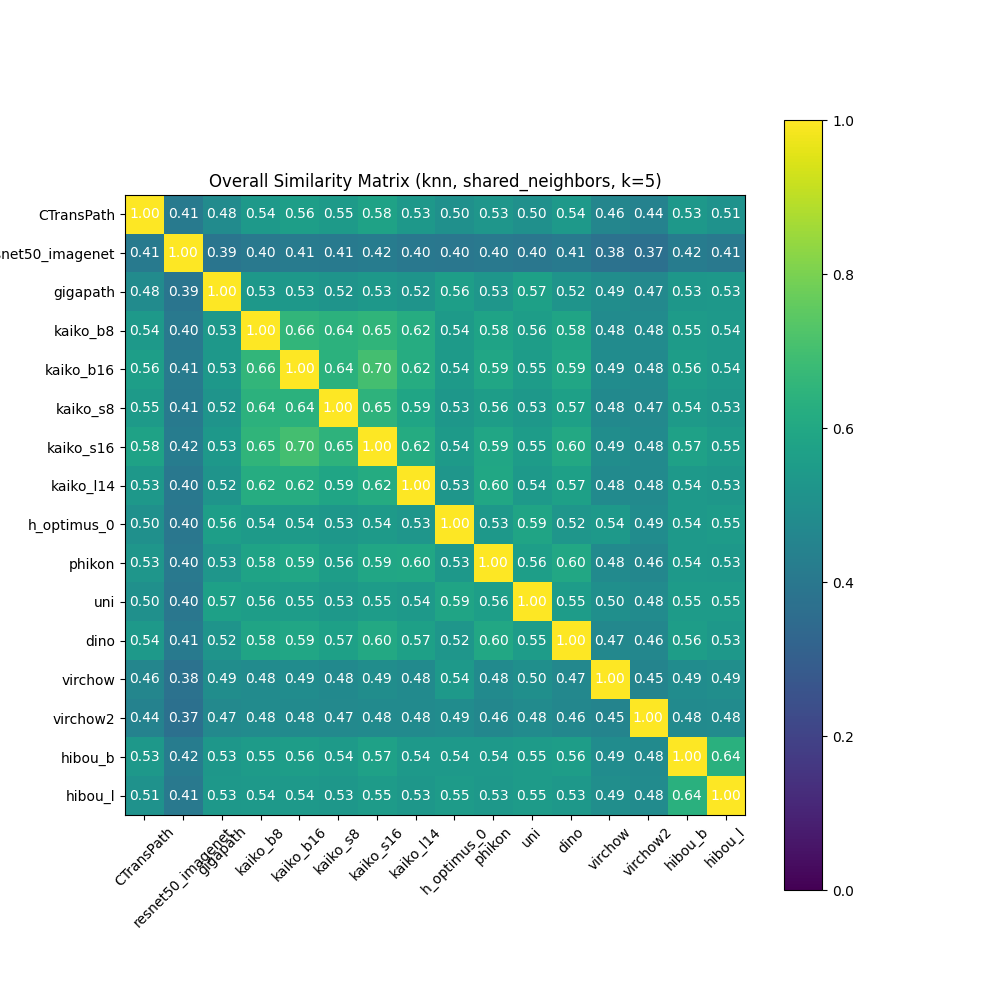 Overall Similarity Matrix (knn, shared_neighbors, k=5)
CTransPath 1.00 0.41 0.48 0.54 0.56 0.55 0.58 0.53 0.50 0.53 0.50 0.54 0.46 0.44 0.53 0.51
net50_imagenet 0.41 1.00 0.39 0.40 0.41 0.41 0.42 0.40 0.40 0.40 0.40 0.41 0.38 0.37 0.42 0.41
gigapath 0.48 0.39 1.00 0.53 0.53 0.52 0.53 0.52 0.56 0.53 0.57 0.52 0.49 0.47 0.53 0.53
kaiko_b8 0.54 0.40 0.53 1.00 0.66 0.64 0.65 0.62 0.54 0.58 0.56 0.58 0.48 0.48 0.55 0.54
kaiko_b16 0.56 0.41 0.53 0.66 1.00 0.64 0.70 0.62 0.54 0.59 0.55 0.59 0.49 0.48 0.56 0.54
kaiko_s8 0.55 0.41 0.52 0.64 0.64 1.00 0.65 0.59 0.53 0.56 0.53 0.57 0.48 0.47 0.54 0.53
kaiko_s16 0.58 0.42 0.53 0.65 0.70 0.65 1.00 0.62 0.54 0.59 0.55 0.60 0.49 0.48 0.57 0.55
kaiko_l14 0.53 0.40 0.52 0.62 0.62 0.59 0.62 1.00 0.53 0.60 0.54 0.57 0.48 0.48 0.54 0.53
h_optimus_0 0.50 0.40 0.56 0.54 0.54 0.53 0.54 0.53 1.00 0.53 0.59 0.52 0.54 0.49 0.54 0.55
phikon 0.53 0.40 0.53 0.58 0.59 0.56 0.59 0.60 0.53 1.00 0.56 0.60 0.48 0.46 0.54 0.53
uni 0.50 0.40 0.57 0.56 0.55 0.53 0.55 0.54 0.59 0.56 1.00 0.55 0.50 0.48 0.55 0.55
dino 0.54 0.41 0.52 0.58 0.59 0.57 0.60 0.57 0.52 0.60 0.55 1.00 0.47 0.46 0.56 0.53
virchow 0.46 0.38 0.49 0.48 0.49 0.48 0.49 0.48 0.54 0.48 0.50 0.47 1.00 0.45 0.49 0.49
virchow2 0.44 0.37 0.47 0.48 0.48 0.47 0.48 0.48 0.49 0.46 0.48 0.46 0.45 1.00 0.48 0.48
hibou_b 0.53 0.42 0.53 0.55 0.56 0.54 0.57 0.54 0.54 0.54 0.55 0.56 0.49 0.48 1.00 0.64
hibou_l 0.51 0.41 0.53 0.54 0.54 0.53 0.55 0.53 0.55 0.53 0.55 0.53 0.49 0.48 0.64 1.00
CTransPath
resnet50_imagenet
gigapath
kaiko_b8
kaiko_b16
kaiko_s8
kaiko_s16
kaiko_l14
h_optimus_0
phikon
uni
dino
virchow
virchow2
hibou_b
hibou_l
1.0
0.8
0.6
0.4
0.2
0.0